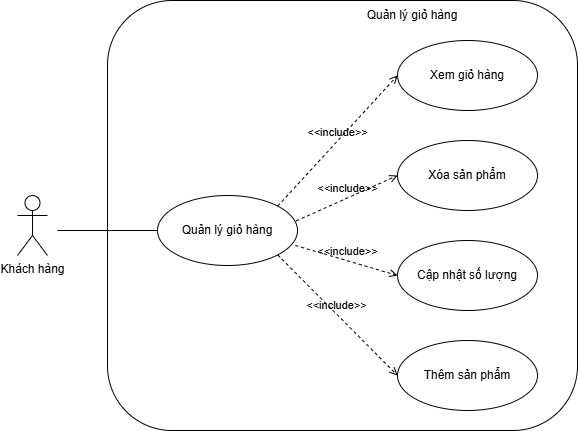 Quản lý giỏ hàng
Xem giỏ hàng
<<include>>
Xóa sản phẩm
<<include>>
Quản lý giỏ hàng
Khách hàng
<<include>>
Cập nhật số lượng
<<include>>
Thêm sản phẩm